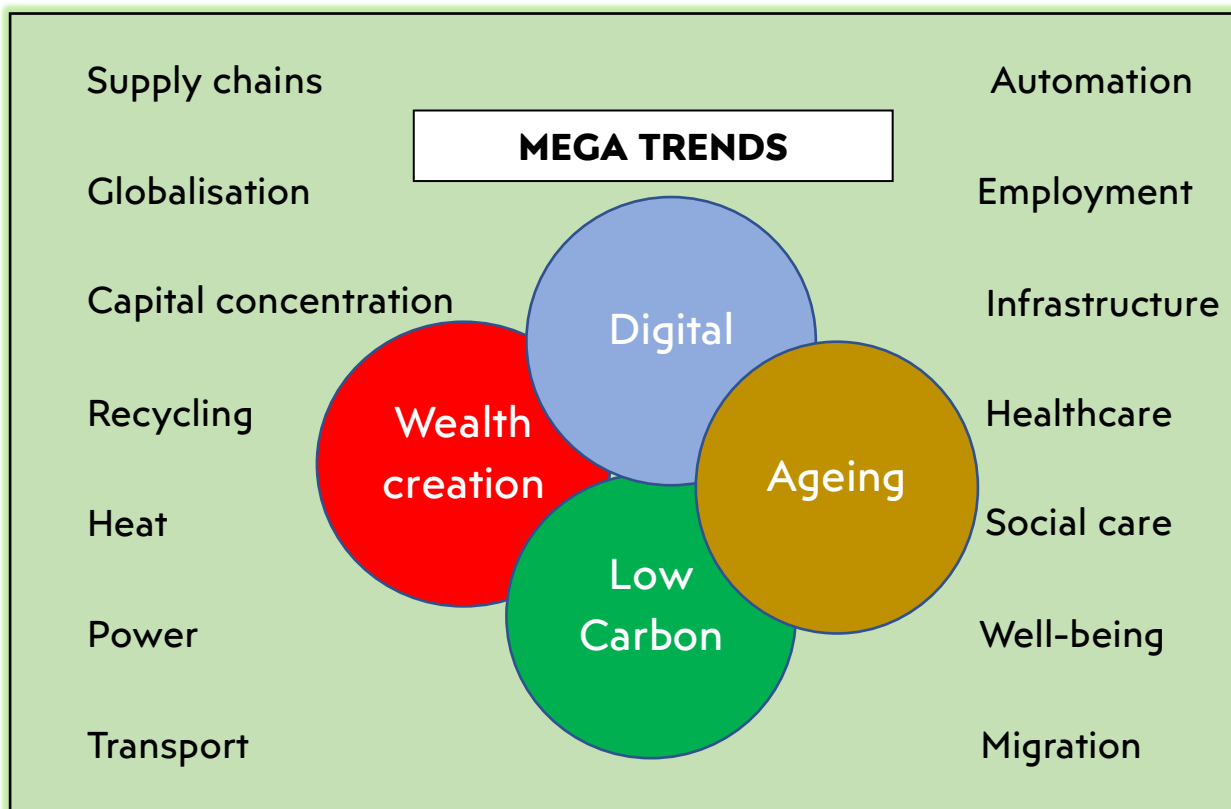 MEGA TRENDS
Supply chains
Globalisation
Capital concentration
Recycling
Heat
Power
Transport
Digital
Wealth
creation
Ageing
Low
Carbon
Automation
Employment
Infrastructure
Healthcare
Social care
Well-being
Migration